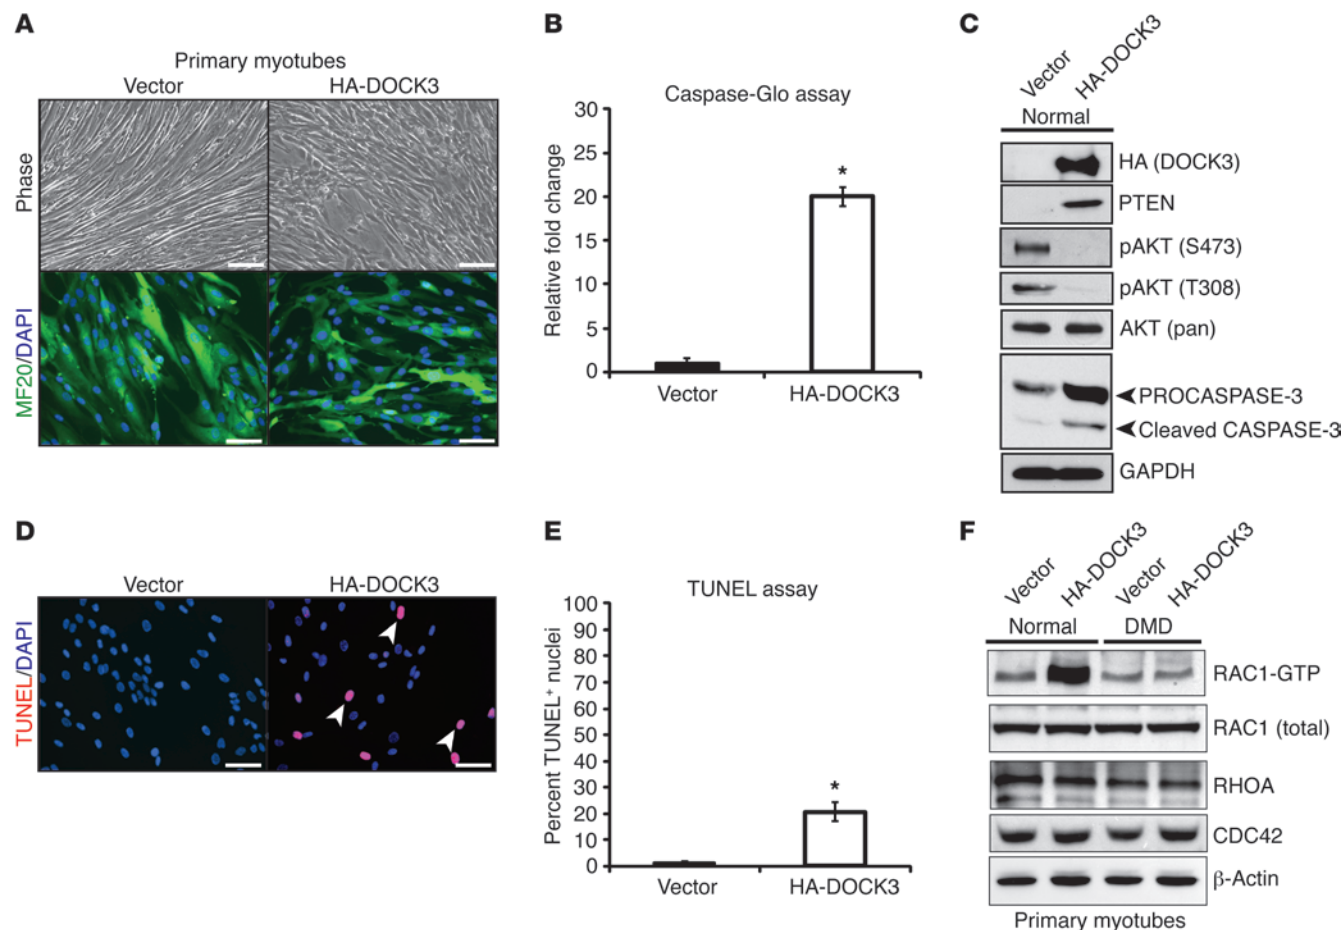 A
Primary myotubes
Vector
HA-DOCK3
Phase
MF20/DAPI
B
Caspase-Glo assay
Relative fold change
30
25
20
15
10
5
0
*
Vector
HA-DOCK3
C
Vector
HA-DOCK3
Normal
HA (DOCK3)
PTEN
pAKT (S473)
pAKT (T308)
AKT (pan)
PROCASPASE-3
Cleaved CASPASE-3
GAPDH
D
Vector
HA-DOCK3
TUNEL/DAPI
E
TUNEL assay
Percent TUNEL⁺ nuclei
100
90
80
70
60
50
40
30
20
10
0
*
Vector
HA-DOCK3
F
Vector
HA-DOCK3
Vector
HA-DOCK3
Normal
DMD
RAC1-GTP
RAC1 (total)
RHOA
CDC42
β-Actin
Primary myotubes